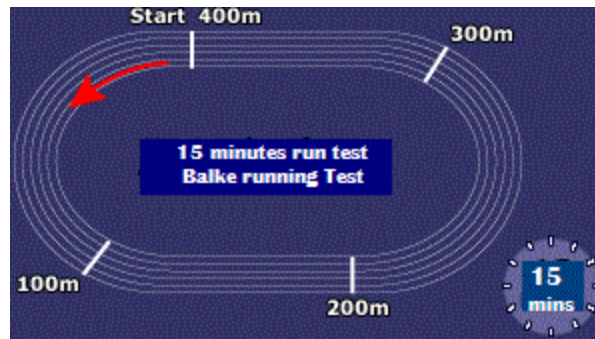 Start 400m
300m
15 minutes run test
Balke running Test
100m
200m
15
mins